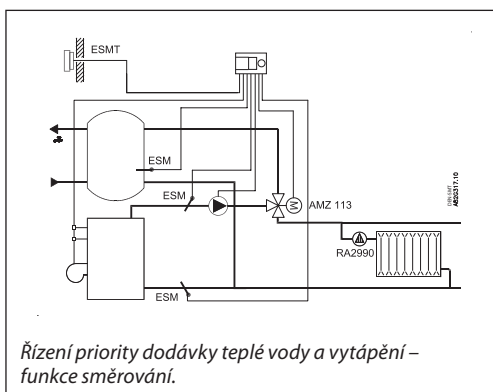 ESMT
ESM
ESM
M
AMZ 113
RA2990
ESM
Řízení priority dodávky teplé vody a vytápění –
funkce směrování.